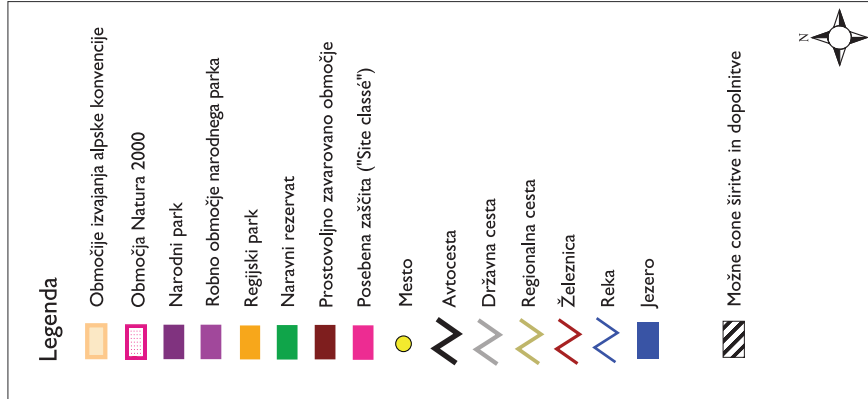 Legenda
Območije izvajanja alpske konvencije
Območja Natura 2000
Narodni park
Robno območje narodnega parka
Regijski park
Naravni rezervat
Prostovoljno zavarovano območje
Posebena zaščita ("Site classé")
Mesto
Avtocesta
Državna cesta
Regionalna cesta
Železnica
Reka
Jezero
Možne cone širitve in dopolnitve
N